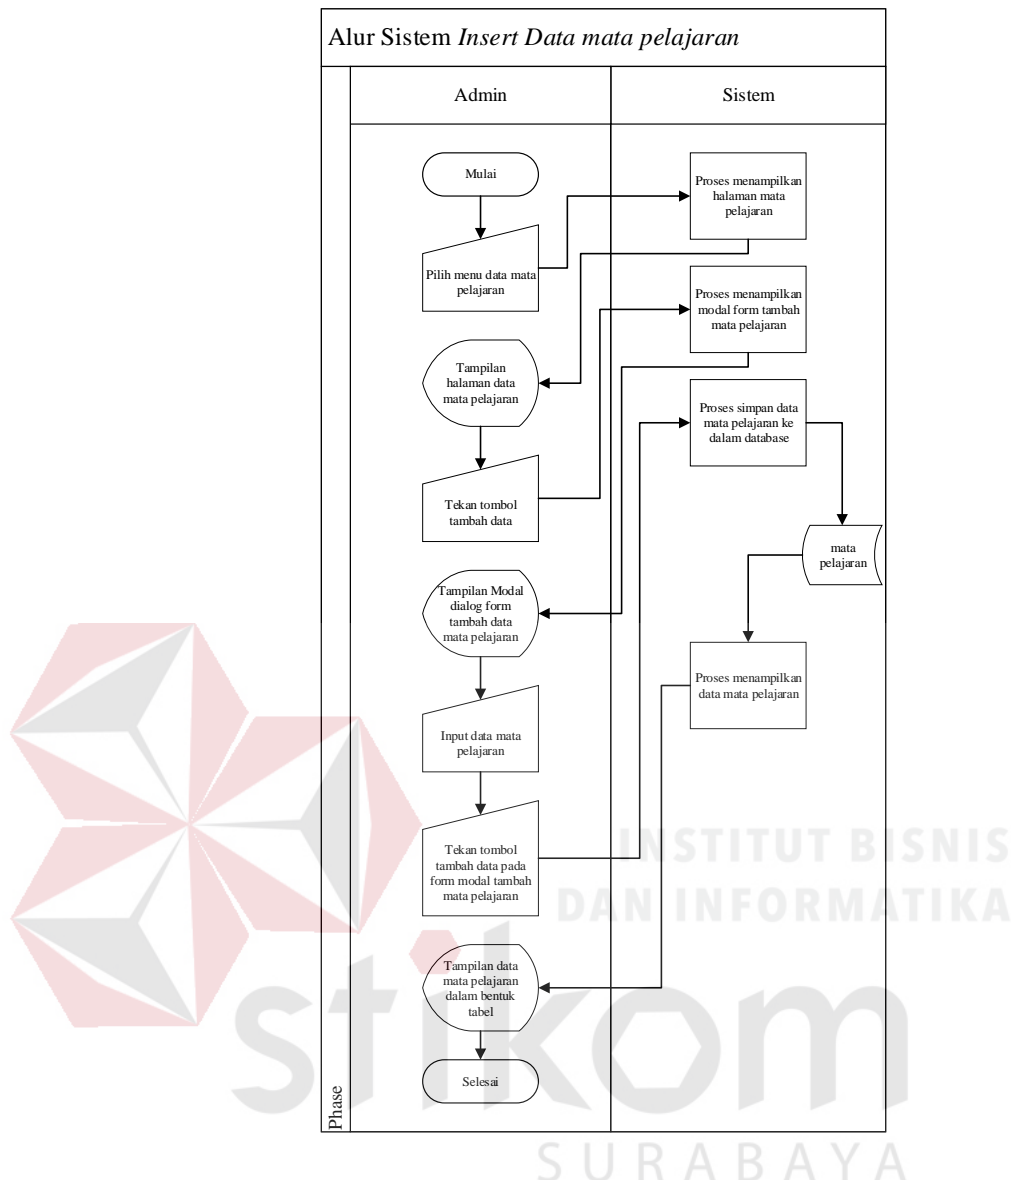 Alur Sistem Insert Data mata pelajaran
Admin
Sistem
Mulai
Proses menampilkan
halaman mata
pelajaran
Pilih menu data mata
pelajaran
Proses menampilkan
modal form tambah
mata pelajaran
Tampilan
halaman data
mata pelajaran
Proses simpan data
mata pelajaran ke
dalam database
Tekan tombol
tambah data
mata
pelajaran
Tampilan Modal
dialog form
tambah data
mata pelajaran
Proses menampilkan
data mata pelajaran
Input data mata
pelajaran
Tekan tombol
tambah data pada
form modal tambah
mata pelajaran
Tampilan data
mata pelajaran
dalam bentuk
tabel
Selesai
Phase
INSTITUT BISNIS
DAN INFORMATIKA
stikom
SURABAYA